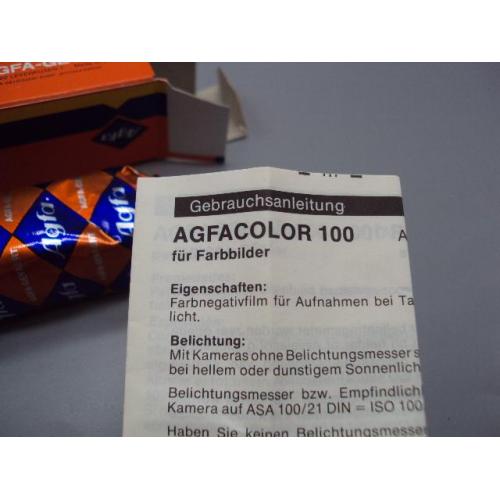 Agfa
Agfa
Agfa
Gebrauchsanleitung
AGFACOLOR 100
für Farbbilder
Eigenschaften:
Farbnegativfilm für Aufnahmen bei Ta
licht.
Belichtung:
Mit Kameras ohne Belichtungsmesser s
bei hellem oder dunstigem Sonnenlich
Belichtungsmesser bzw. Empfindlich
Kamera auf ASA 100/21 DIN = ISO 100
Haben Sie keinen Belichtungsmesse